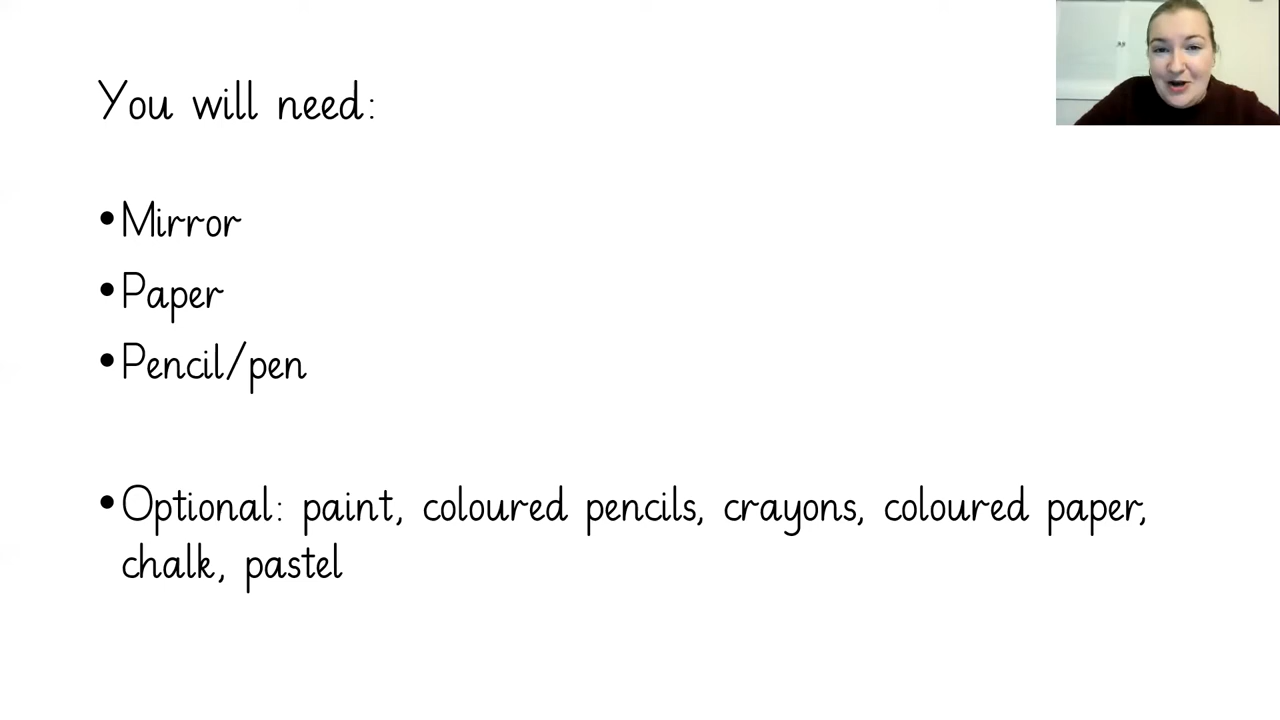 You will need:
•Mirror
•Paper
•Pencil/pen
•Optional: paint, coloured pencils, crayons, coloured paper,
chalk, pastel